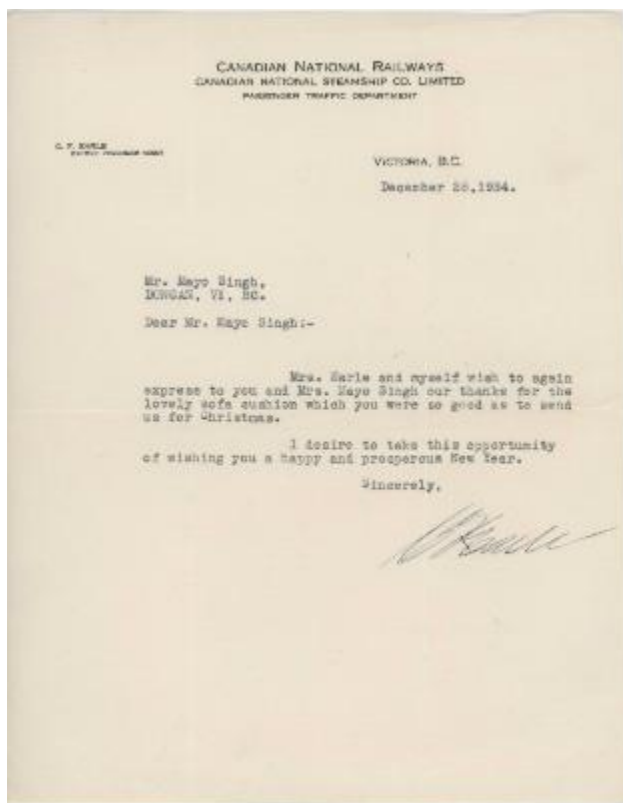 CANADIAN NATIONAL RAILWAYS
CANADIAN NATIONAL STEAMSHIP CO. LIMITED
PASSENGER TRAFFIC DEPARTMENT
C. F. EARLE
VICTORIA, B.C.
December 28,1934.
Mr. Mayo Singh,
DUNCAN, VI, BC.
Dear Mr. Mayo Singh:-
Mrs. Earle and myself wish to again
express to you and Mrs. Mayo Singh our thanks for the
lovely sofa cushion which you were so good as to send
us for Christmas.
I desire to take this opportunity
of wishing you a happy and prosperous New Year.
Sincerely,